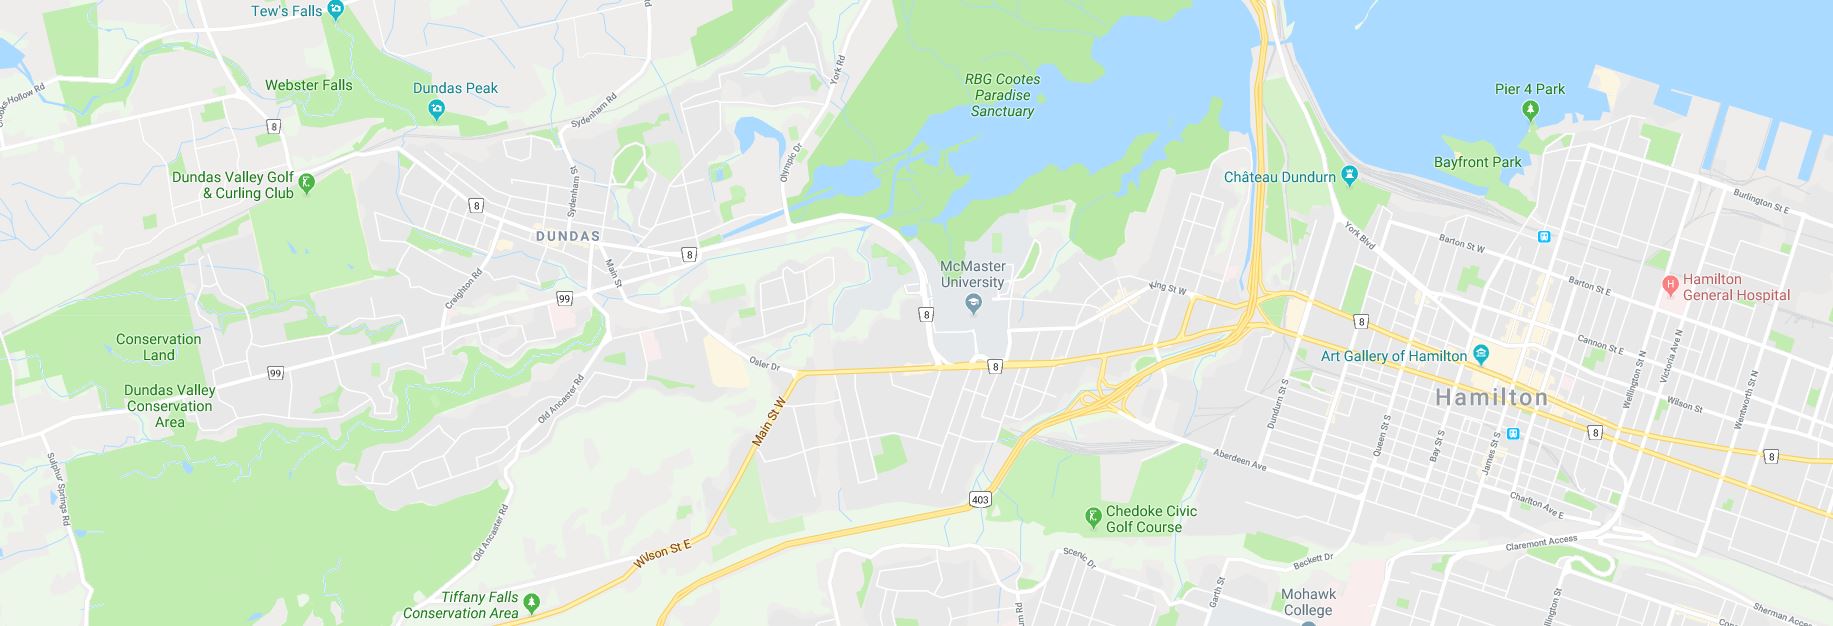 Tew's Falls
Hollow Rd
Webster Falls
Dundas Peak
York Rd
RBG Cootes
Paradise
Sanctuary
Pier 4 Park
Sydenham Rd
8
Bayfront Park
Olympic Dr
Dundas Valley Golf
& Curling Club
Château Dundurn
Burlington St E
Sydenham St
8
DUNDAS
York Blvd
Barton St W
8
McMaster
University
Main St
Creighton Rd
King St W
Barton St E
Hamilton
General Hospital
99
8
8
Conservation
Land
Cannon St E
Victoria Ave N
Art Gallery of Hamilton
Osler Dr
8
99
Dundas Valley
Conservation
Area
Old Ancaster Rd
Dundurn St S
Hamilton
Wellington St N
Wilson St
Wentworth St N
Main St W
Queen St S
Bay St S
James St S
8
8
Aberdeen Ave
Sulphur Springs Rd
403
Chedoke Civic
Golf Course
Charlton Ave E
Old Ancaster Rd
Wilson St E
Claremont Access
Scenic Dr
Beckett Dr
Garth St
Mohawk
College
Tiffany Falls
Conservation Area
Sherman Acce